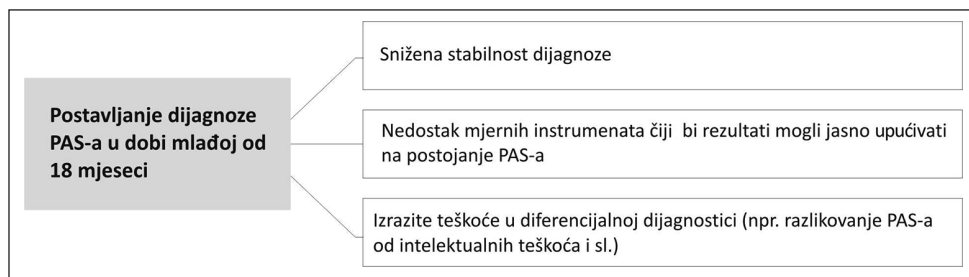 Postavljanje dijagnoze
PAS-a u dobi mlađoj od
18 mjeseci
Snižena stabilnost dijagnoze
Nedostak mjernih instrumenata čiji  bi rezultati mogli jasno upućivati
na postojanje PAS-a
Izrazite teškoće u diferencijalnoj dijagnostici (npr. razlikovanje PAS-a
od intelektualnih teškoća i sl.)